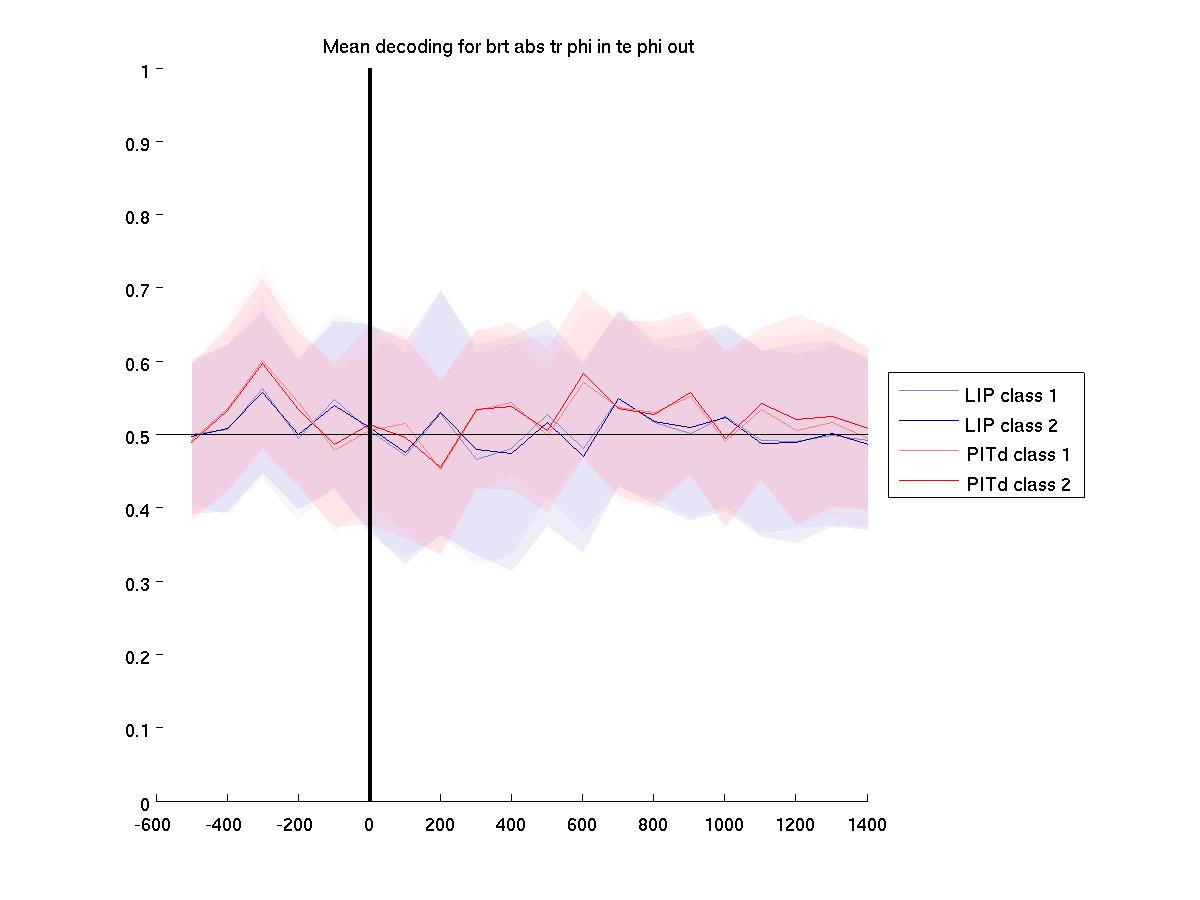 Mean decoding for brt abs tr phi in te phi out
1
0.9
0.8
0.7
0.6
0.5
0.4
0.3
0.2
0.1
0
-600 -400 -200 0 200 400 600 800 1000 1200 1400
LIP class 1
LIP class 2
PITd class 1
PITd class 2